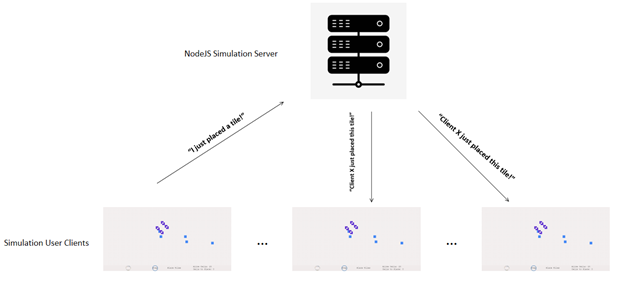 NodeJS Simulation Server
"I just placed a tile!"
"Client X just placed this tile!"
"Client X just placed this tile!"
Simulation User Clients
...
...